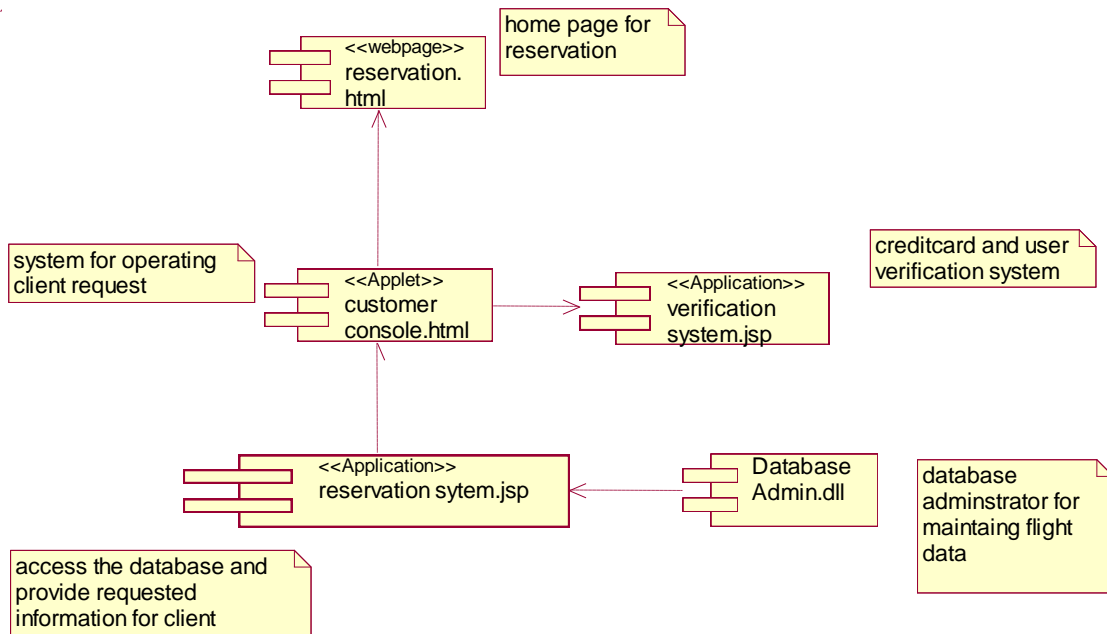 home page for
reservation
<<webpage>>
reservation.
html
system for operating
client request
<<Applet>>
customer
console.html
<<Application>>
verification
system.jsp
creditcard and user
verification system
<<Application>>
reservation sytem.jsp
Database
Admin.dll
database
adminstrator for
maintaing flight
data
access the database and
provide requested
information for client